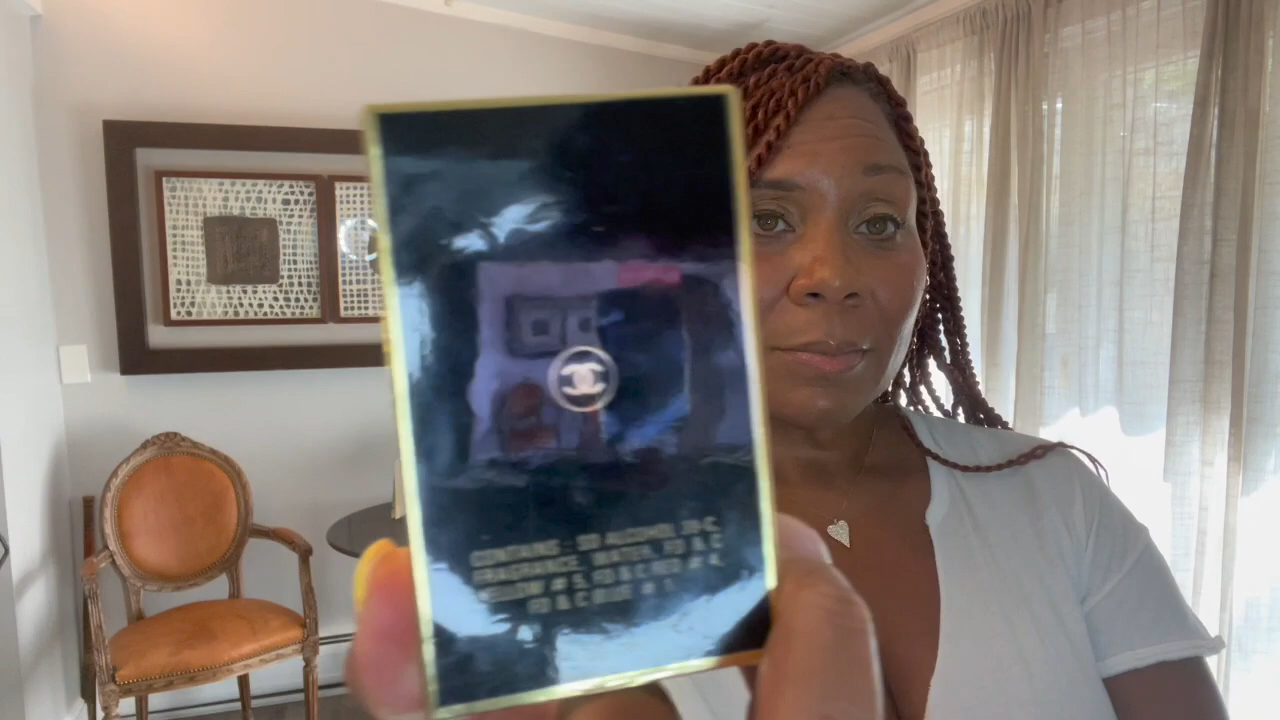 CONTAINS : SD ALCOHOL 39-C,
FRAGRANCE, WATER, FD & C
YELLOW # 5, FD & C RED # 4,
FD & C BLUE # 1.